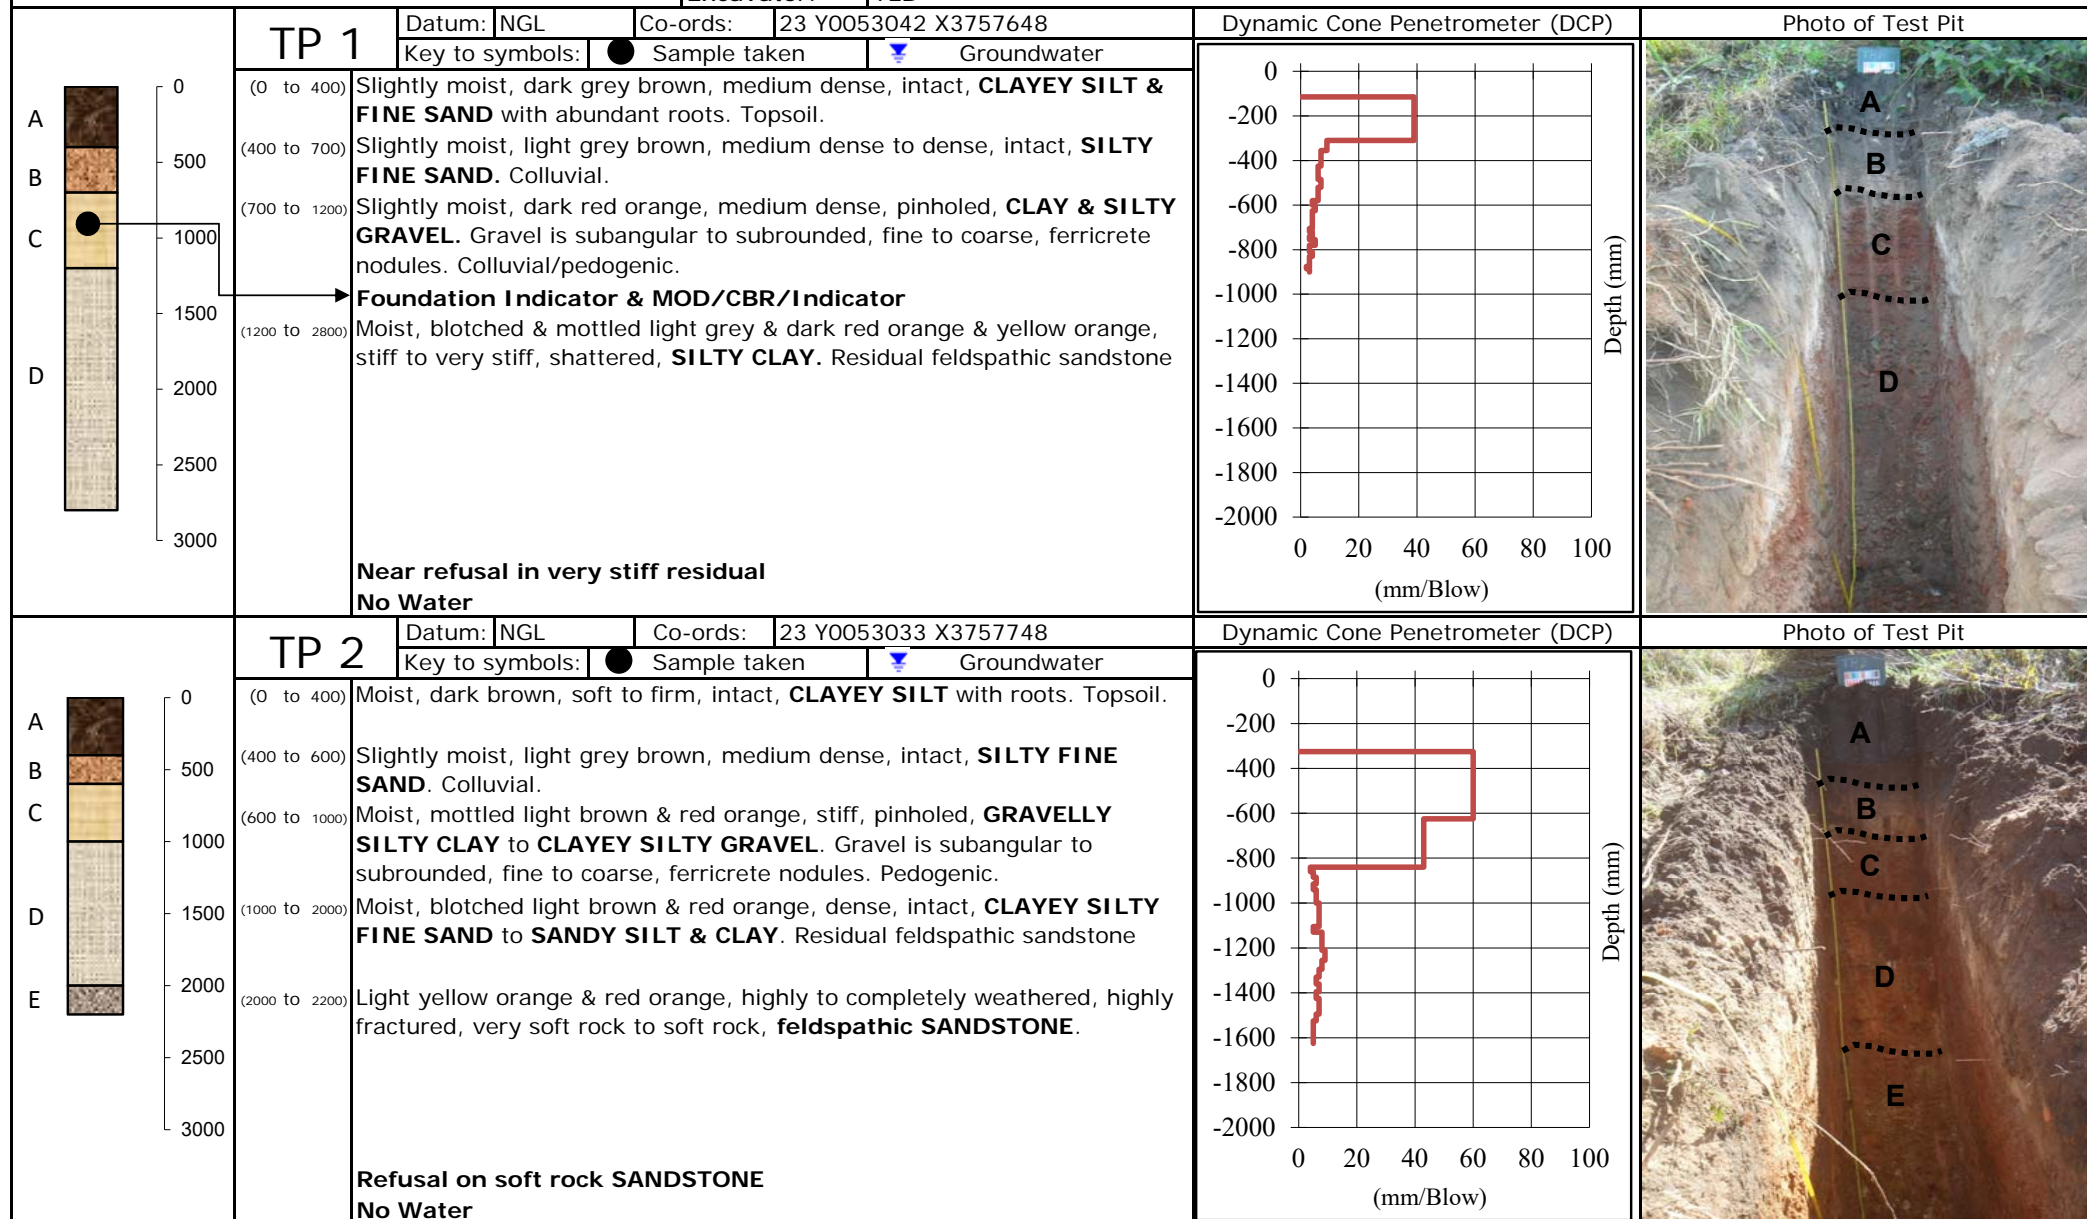 TP 1
Datum: NGL Co-ords: 23 Y0053042 X3757648
Key to symbols: Sample taken Groundwater
Dynamic Cone Penetrometer (DCP)
Photo of Test Pit
A
B
C
D
0
500
1000
1500
2000
2500
3000
(0 to 400) Slightly moist, dark grey brown, medium dense, intact, CLAYEY SILT &
FINE SAND with abundant roots. Topsoil.
(400 to 700) Slightly moist, light grey brown, medium dense to dense, intact, SILTY
FINE SAND. Colluvial.
(700 to 1200) Slightly moist, dark red orange, medium dense, pinholed, CLAY & SILTY
GRAVEL. Gravel is subangular to subrounded, fine to coarse, ferricrete
nodules. Colluvial/pedogenic.
Foundation Indicator & MOD/CBR/Indicator
(1200 to 2800) Moist, blotched & mottled light grey & dark red orange & yellow orange,
stiff to very stiff, shattered, SILTY CLAY. Residual feldspathic sandstone
Near refusal in very stiff residual
No Water
0
-200
-400
-600
-800
-1000
-1200
-1400
-1600
-1800
-2000
0 20 40 60 80 100
(mm/Blow)
Depth (mm)
A
B
C
D
TP 2
Datum: NGL Co-ords: 23 Y0053033 X3757748
Key to symbols: Sample taken Groundwater
Dynamic Cone Penetrometer (DCP)
Photo of Test Pit
A
B
C
D
E
0
500
1000
1500
2000
2500
3000
(0 to 400) Moist, dark brown, soft to firm, intact, CLAYEY SILT with roots. Topsoil.
(400 to 600) Slightly moist, light grey brown, medium dense, intact, SILTY FINE
SAND. Colluvial.
(600 to 1000) Moist, mottled light brown & red orange, stiff, pinholed, GRAVELLY
SILTY CLAY to CLAYEY SILTY GRAVEL. Gravel is subangular to
subrounded, fine to coarse, ferricrete nodules. Pedogenic.
(1000 to 2000) Moist, blotched light brown & red orange, dense, intact, CLAYEY SILTY
FINE SAND to SANDY SILT & CLAY. Residual feldspathic sandstone
(2000 to 2200) Light yellow orange & red orange, highly to completely weathered, highly
fractured, very soft rock to soft rock, feldspathic SANDSTONE.
Refusal on soft rock SANDSTONE
No Water
0
-200
-400
-600
-800
-1000
-1200
-1400
-1600
-1800
-2000
0 20 40 60 80 100
(mm/Blow)
Depth (mm)
A
B
C
D
E